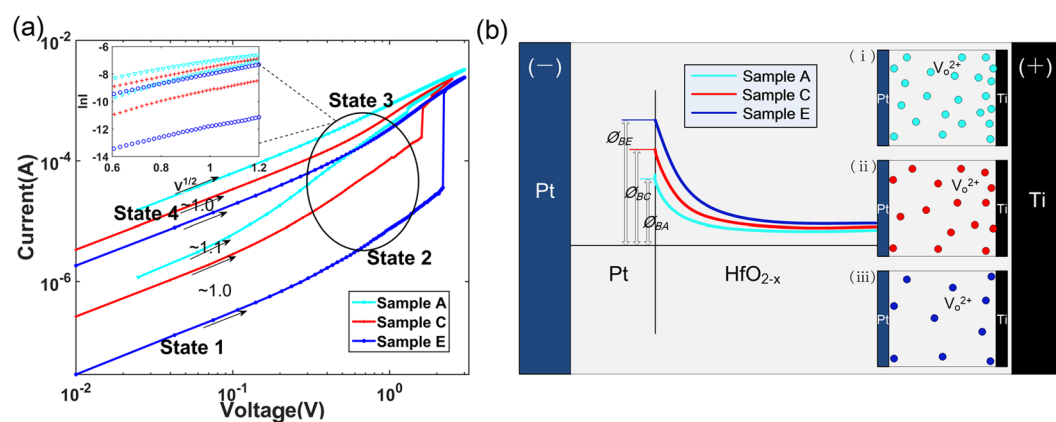 (a)
10⁻²
10⁻⁴
10⁻⁶
Current(A)
-6
-8
-10
-12
-14
lnI
0.6
0.8
1
1.2
State 3
V^1/2
State 4
~1.0
~1.1
~1.0
State 2
State 1
Sample A
Sample C
Sample E
10⁻²
10⁻¹
10⁰
Voltage(V)
(b)
(−)
Sample A
Sample C
Sample E
Ø_BE
Ø_BC
Ø_BA
Pt
Pt
HfO₂₋ₓ
(i)
Vₒ²⁺
Pt
Ti
(ii)
Vₒ²⁺
Pt
Ti
(iii)
Vₒ²⁺
Pt
Ti
(+)
Ti